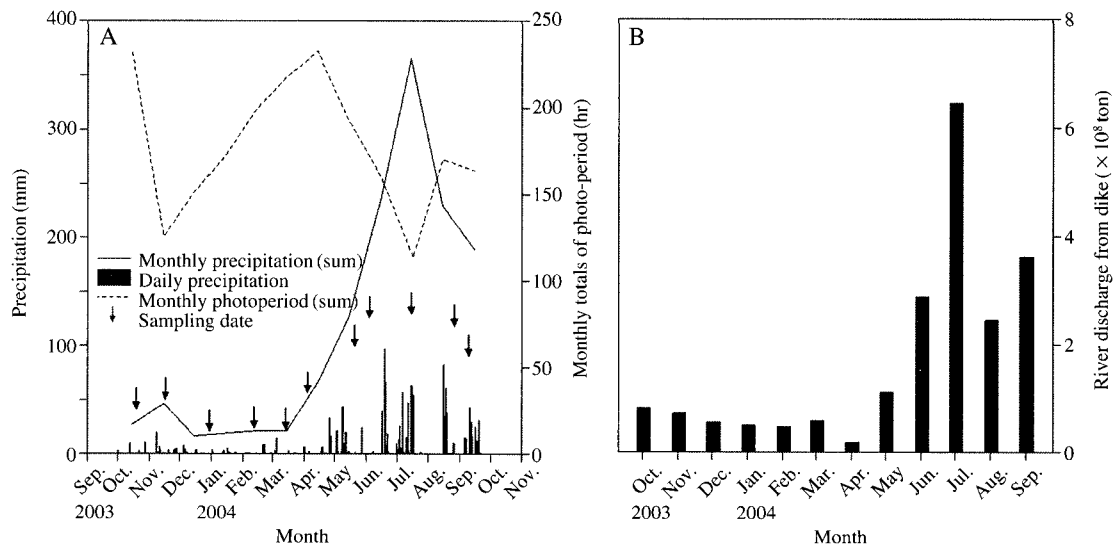 A
400
300
200
100
0
Precipitation (mm)
250
200
150
100
50
0
Monthly totals of photo-period (hr)
Monthly precipitation (sum)
Daily precipitation
Monthly photoperiod (sum)
Sampling date
Sep.
Oct.
Nov.
Dec.
Jan.
Feb.
Mar.
Apr.
May
Jun.
Jul.
Aug.
Sep.
Oct.
Nov.
2003
2004
Month
B
8
6
4
2
0
River discharge from dike (× 10⁸ ton)
Oct.
Nov.
Dec.
Jan.
Feb.
Mar.
Apr.
May
Jun.
Jul.
Aug.
Sep.
2003
2004
Month